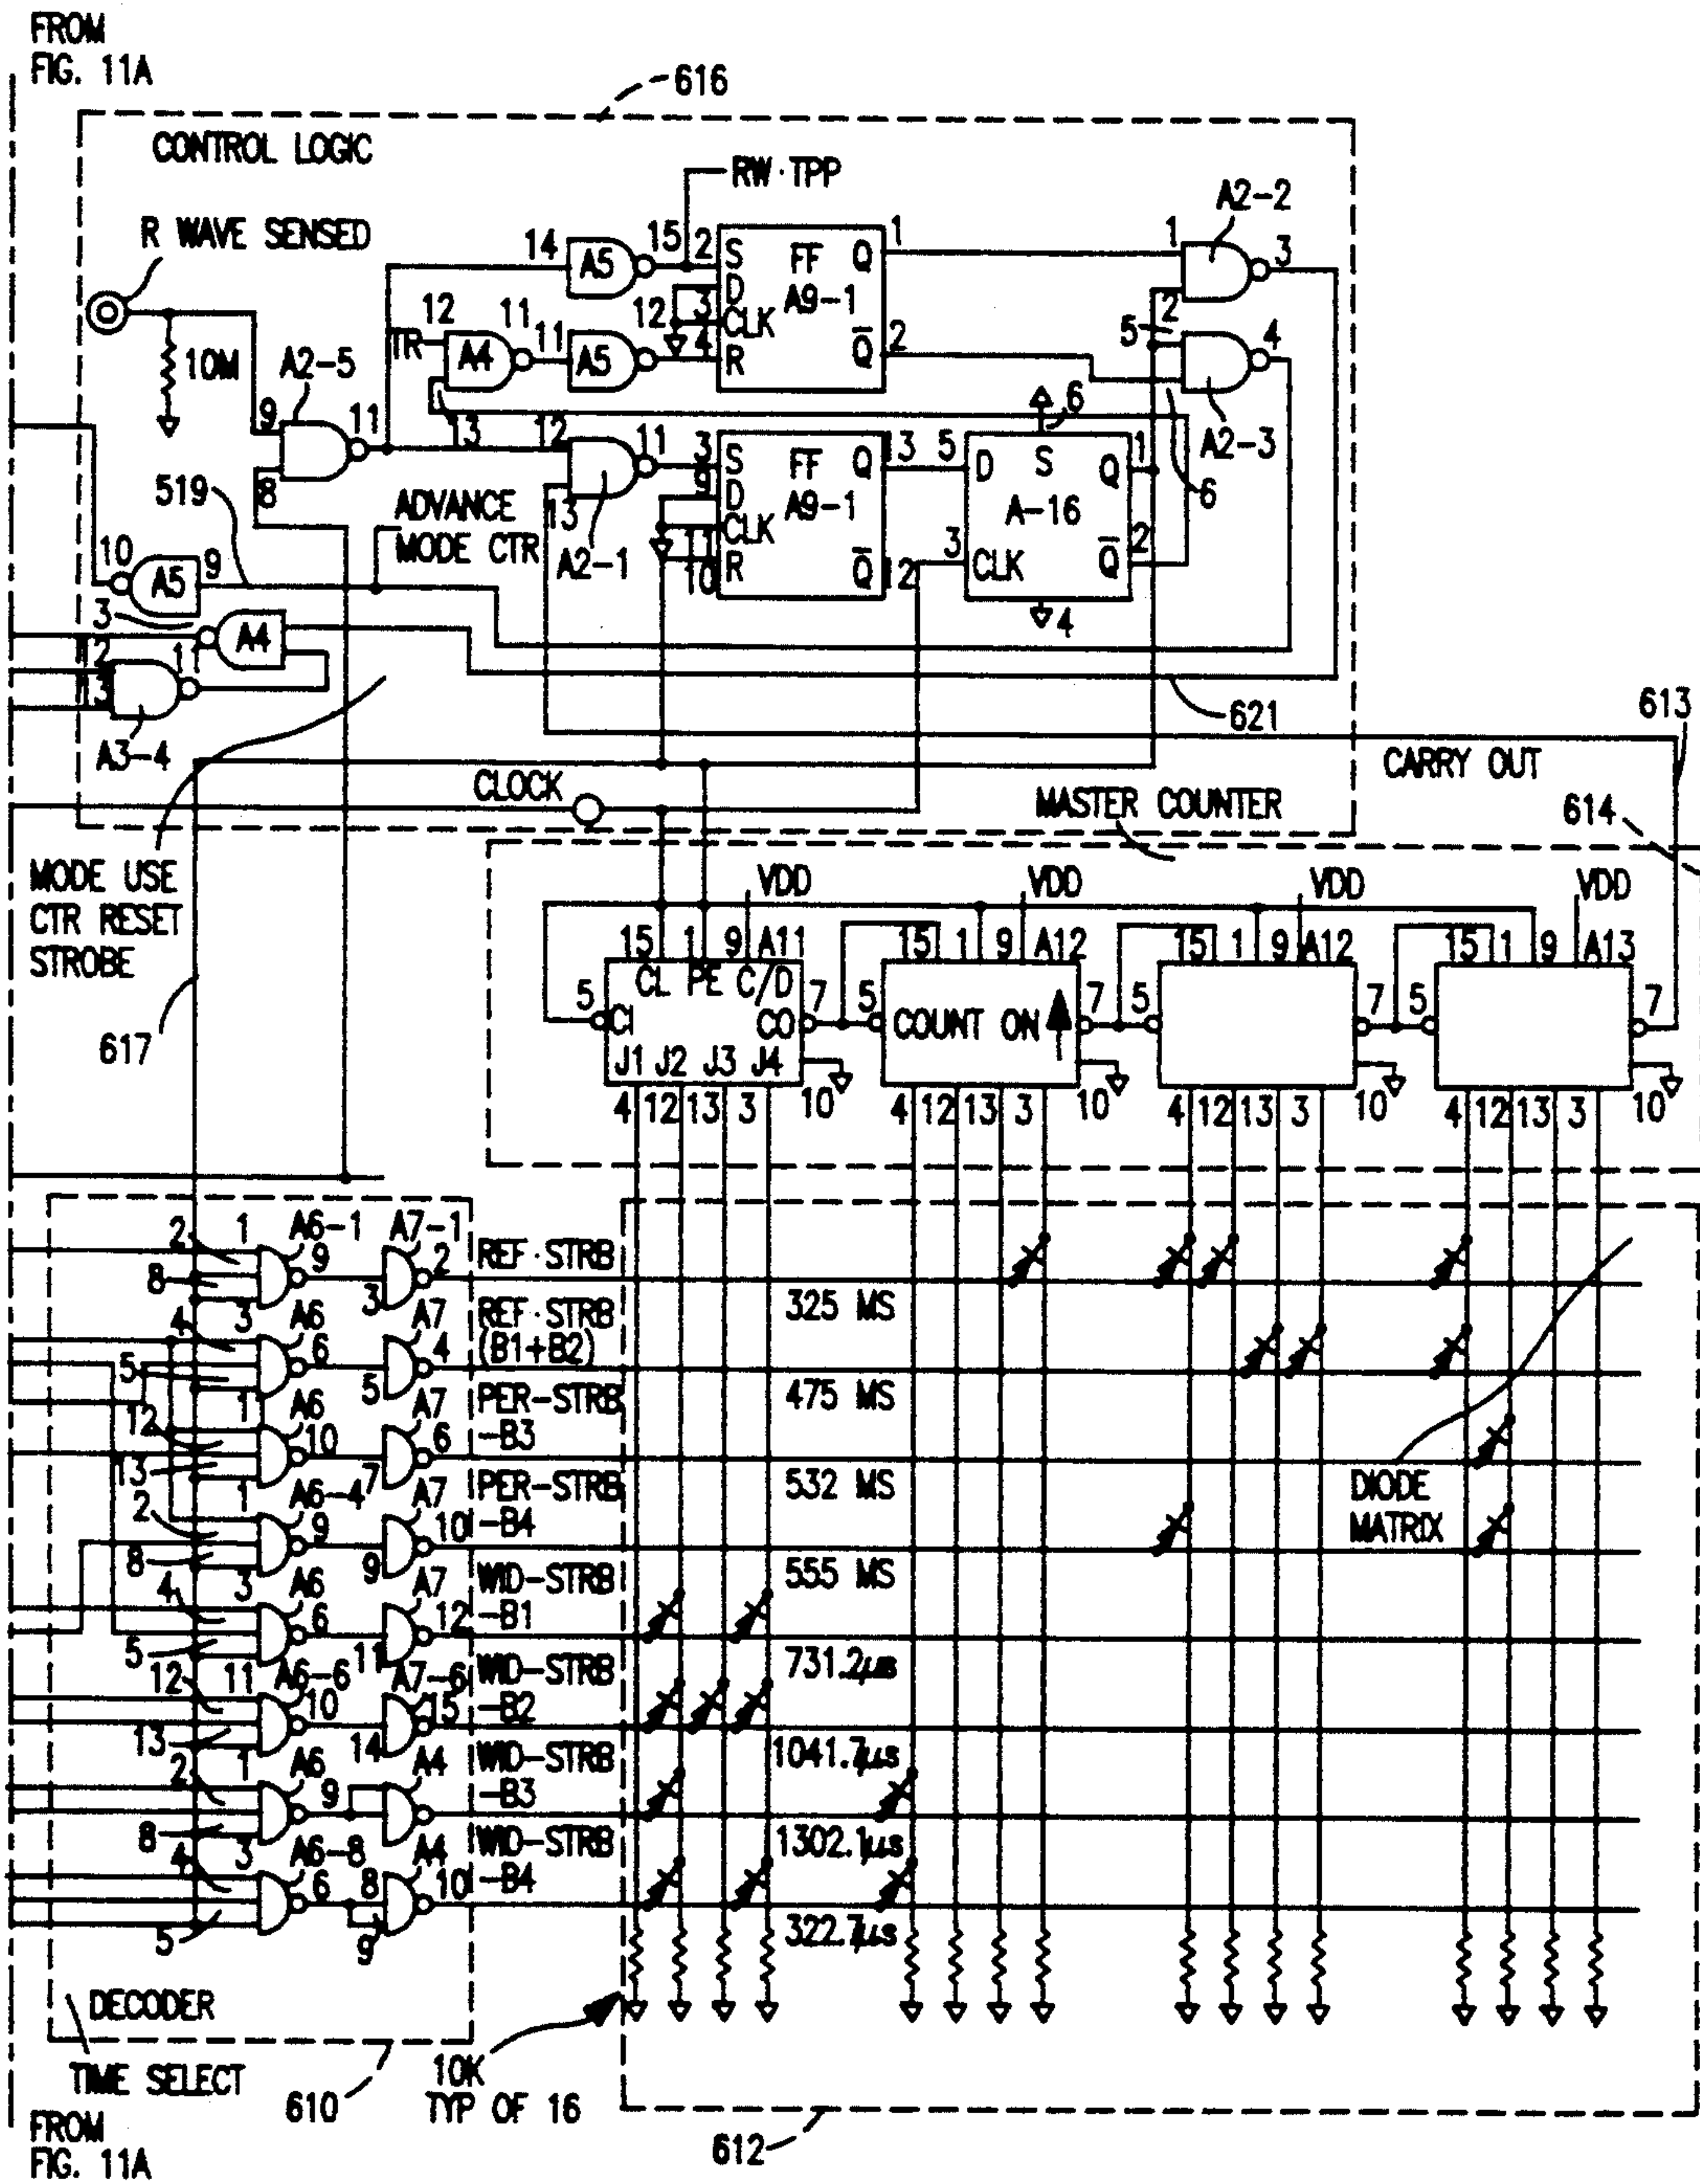 FROM
FIG. 11A
616
CONTROL LOGIC
RW·TPP
A2-2
R WAVE SENSED
14 A5 15 2 S FF Q 1
D A9-1
3 CLK
4 R Q 2
1 3
2
12 TR A4 11 11 A5 12
5 4
6
10M
A2-5
9 11
8
13 12 11 3 S FF Q 13 5 D S Q 1
6
A2-3
9 D A9-1
A-16
519
ADVANCE
MODE CTR
13
A2-1
11 CLK
10 R Q 12
3 CLK Q 2
6
4
10 A5 9
3 A4
11
12
13
A3-4
621
613
CARRY OUT
CLOCK
MASTER COUNTER
614
MODE USE
CTR RESET
STROBE
VDD VDD VDD VDD
15 1 9 A11 15 1 9 A12 15 1 9 A12 15 1 9 A13
CL PE C/D
5 CI CO 7 5 COUNT ON 7 5 7 5 7
J1 J2 J3 J4
4 12 13 3 10 4 12 13 3 10 4 12 13 3 10 4 12 13 3 10
617
2 1 A6-1 A7-1
8 9 3 2 REF·STRB
3
325 MS
4 A6 A7 REF·STRB
5 6 5 4 (B1+B2)
1
475 MS
12 A6 A7 PER-STRB
13 10 7 6 -B3
1
532 MS
2 A6-4 A7 PER-STRB
8 9 9 10 -B4
3
555 MS
DIODE
MATRIX
4 A6 A7 WID-STRB
5 6 11 12 -B1
731.2μs
12 11 A6-6 A7-6 WID-STRB
13 10 14 15 -B2
1
1041.7μs
2 A6 A4 WID-STRB
8 9 -B3
3
1302.1μs
4 A6-8 A4 WID-STRB
5 6 8 10 -B4
9
322.7μs
DECODER
TIME SELECT
610
10K
TYP OF 16
612
FROM
FIG. 11A